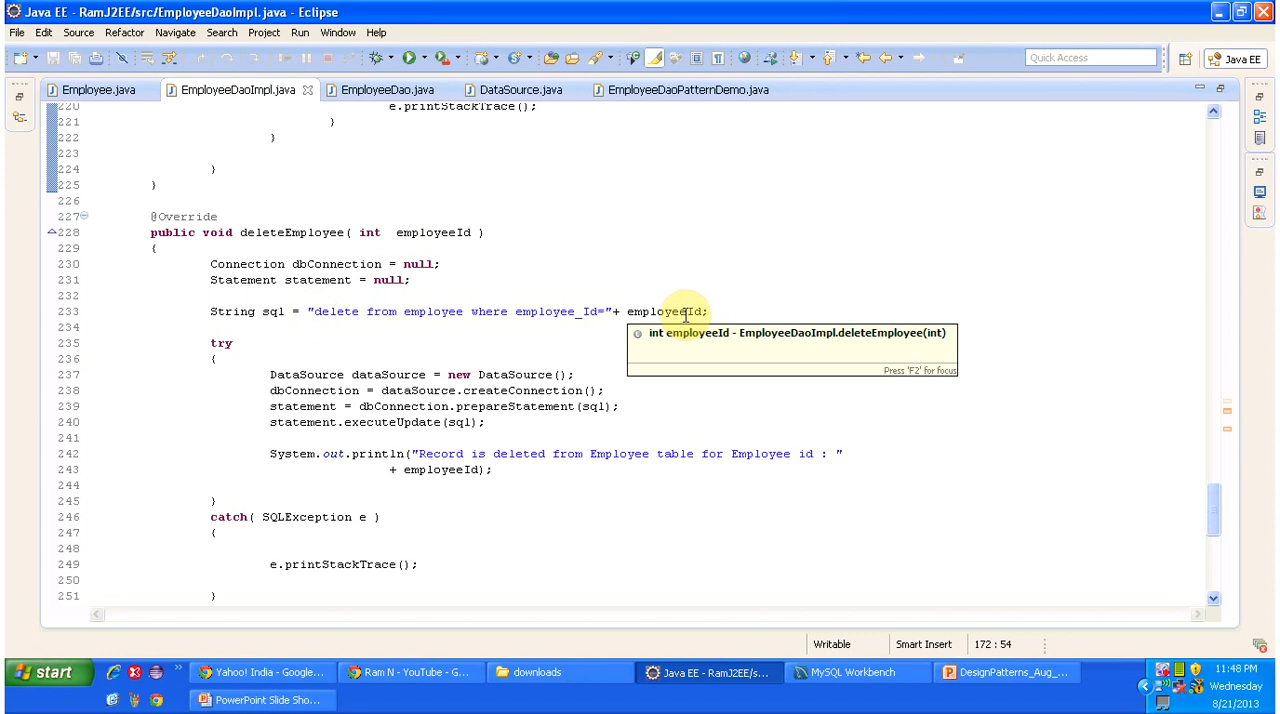 Java EE - RamJ2EE/src/EmployeeDaoImpl.java - Eclipse
File Edit Source Refactor Navigate Search Project Run Window Help
Quick Access
Java EE
Employee.java
EmployeeDaoImpl.java
EmployeeDao.java
DataSource.java
EmployeeDaoPatternDemo.java
220 e.printStackTrace();
221 }
222 }
223
224 }
225 }
226
227 @Override
228 public void deleteEmployee( int employeeId )
229 {
230 Connection dbConnection = null;
231 Statement statement = null;
232
233 String sql = "delete from employee where employee_Id="+ employeeId;
234
int employeeId - EmployeeDaoImpl.deleteEmployee(int)
235 try
236 {
Press 'F2' for focus
237 DataSource dataSource = new DataSource();
238 dbConnection = dataSource.createConnection();
239 statement = dbConnection.prepareStatement(sql);
240 statement.executeUpdate(sql);
241
242 System.out.println("Record is deleted from Employee table for Employee id : "
243 + employeeId);
244
245 }
246 catch( SQLException e )
247 {
248
249 e.printStackTrace();
250
251 }
Writable Smart Insert 172 : 54
start
Yahoo! India - Google...
Ram N - YouTube - G...
downloads
Java EE - RamJ2EE/s...
MySQL Workbench
DesignPatterns_Aug_...
PowerPoint Slide Sho...
11:48 PM
Wednesday
8/21/2013